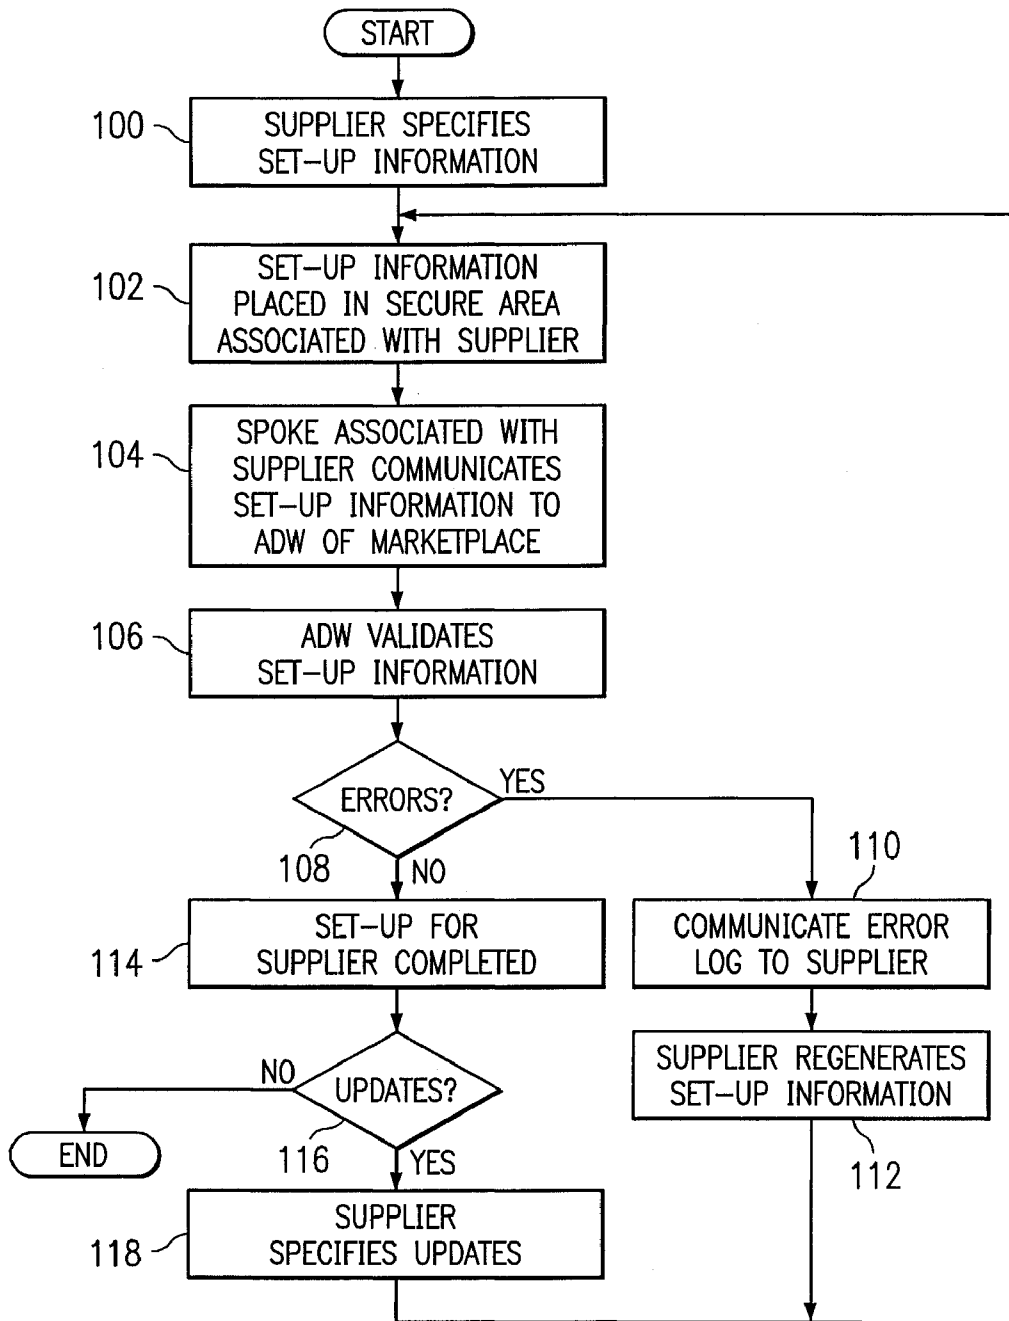 START
100
SUPPLIER SPECIFIES
SET-UP INFORMATION
102
SET-UP INFORMATION
PLACED IN SECURE AREA
ASSOCIATED WITH SUPPLIER
104
SPOKE ASSOCIATED WITH
SUPPLIER COMMUNICATES
SET-UP INFORMATION TO
ADW OF MARKETPLACE
106
ADW VALIDATES
SET-UP INFORMATION
ERRORS?
YES
108
NO
110
COMMUNICATE ERROR
LOG TO SUPPLIER
114
SET-UP FOR
SUPPLIER COMPLETED
SUPPLIER REGENERATES
SET-UP INFORMATION
112
NO
UPDATES?
END
116
YES
118
SUPPLIER
SPECIFIES UPDATES